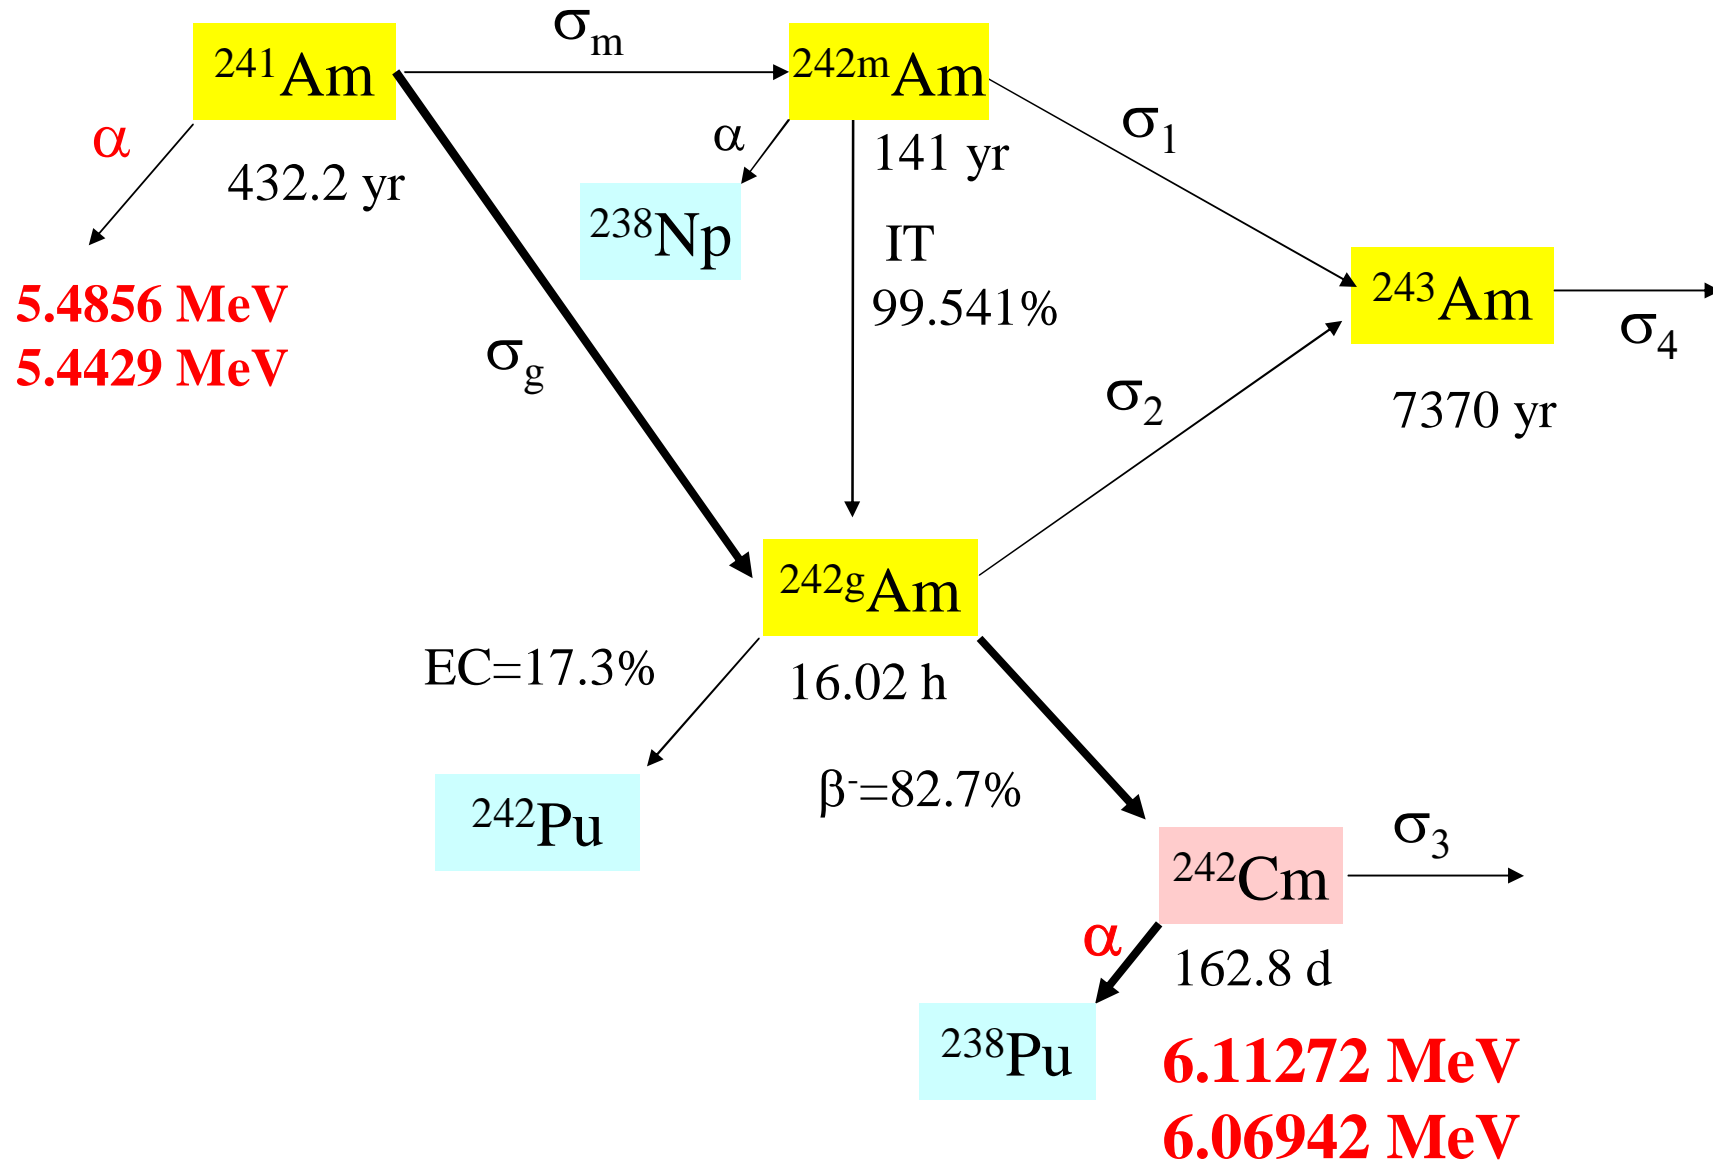 σm
²⁴¹Am
²⁴²ᵐAm
α
432.2 yr
α
141 yr
σ1
²³⁸Np
IT
99.541%
5.4856 MeV
5.4429 MeV
σg
²⁴³Am
σ4
7370 yr
σ2
²⁴²ᵍAm
EC=17.3%
16.02 h
β⁻=82.7%
²⁴²Pu
²⁴²Cm
σ3
α
162.8 d
²³⁸Pu
6.11272 MeV
6.06942 MeV